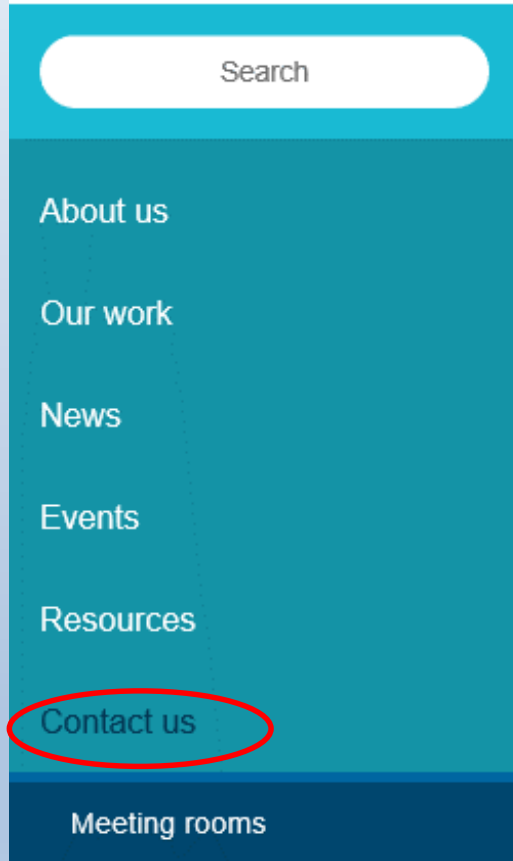 Search
About us
Our work
News
Events
Resources
Contact us
Meeting rooms